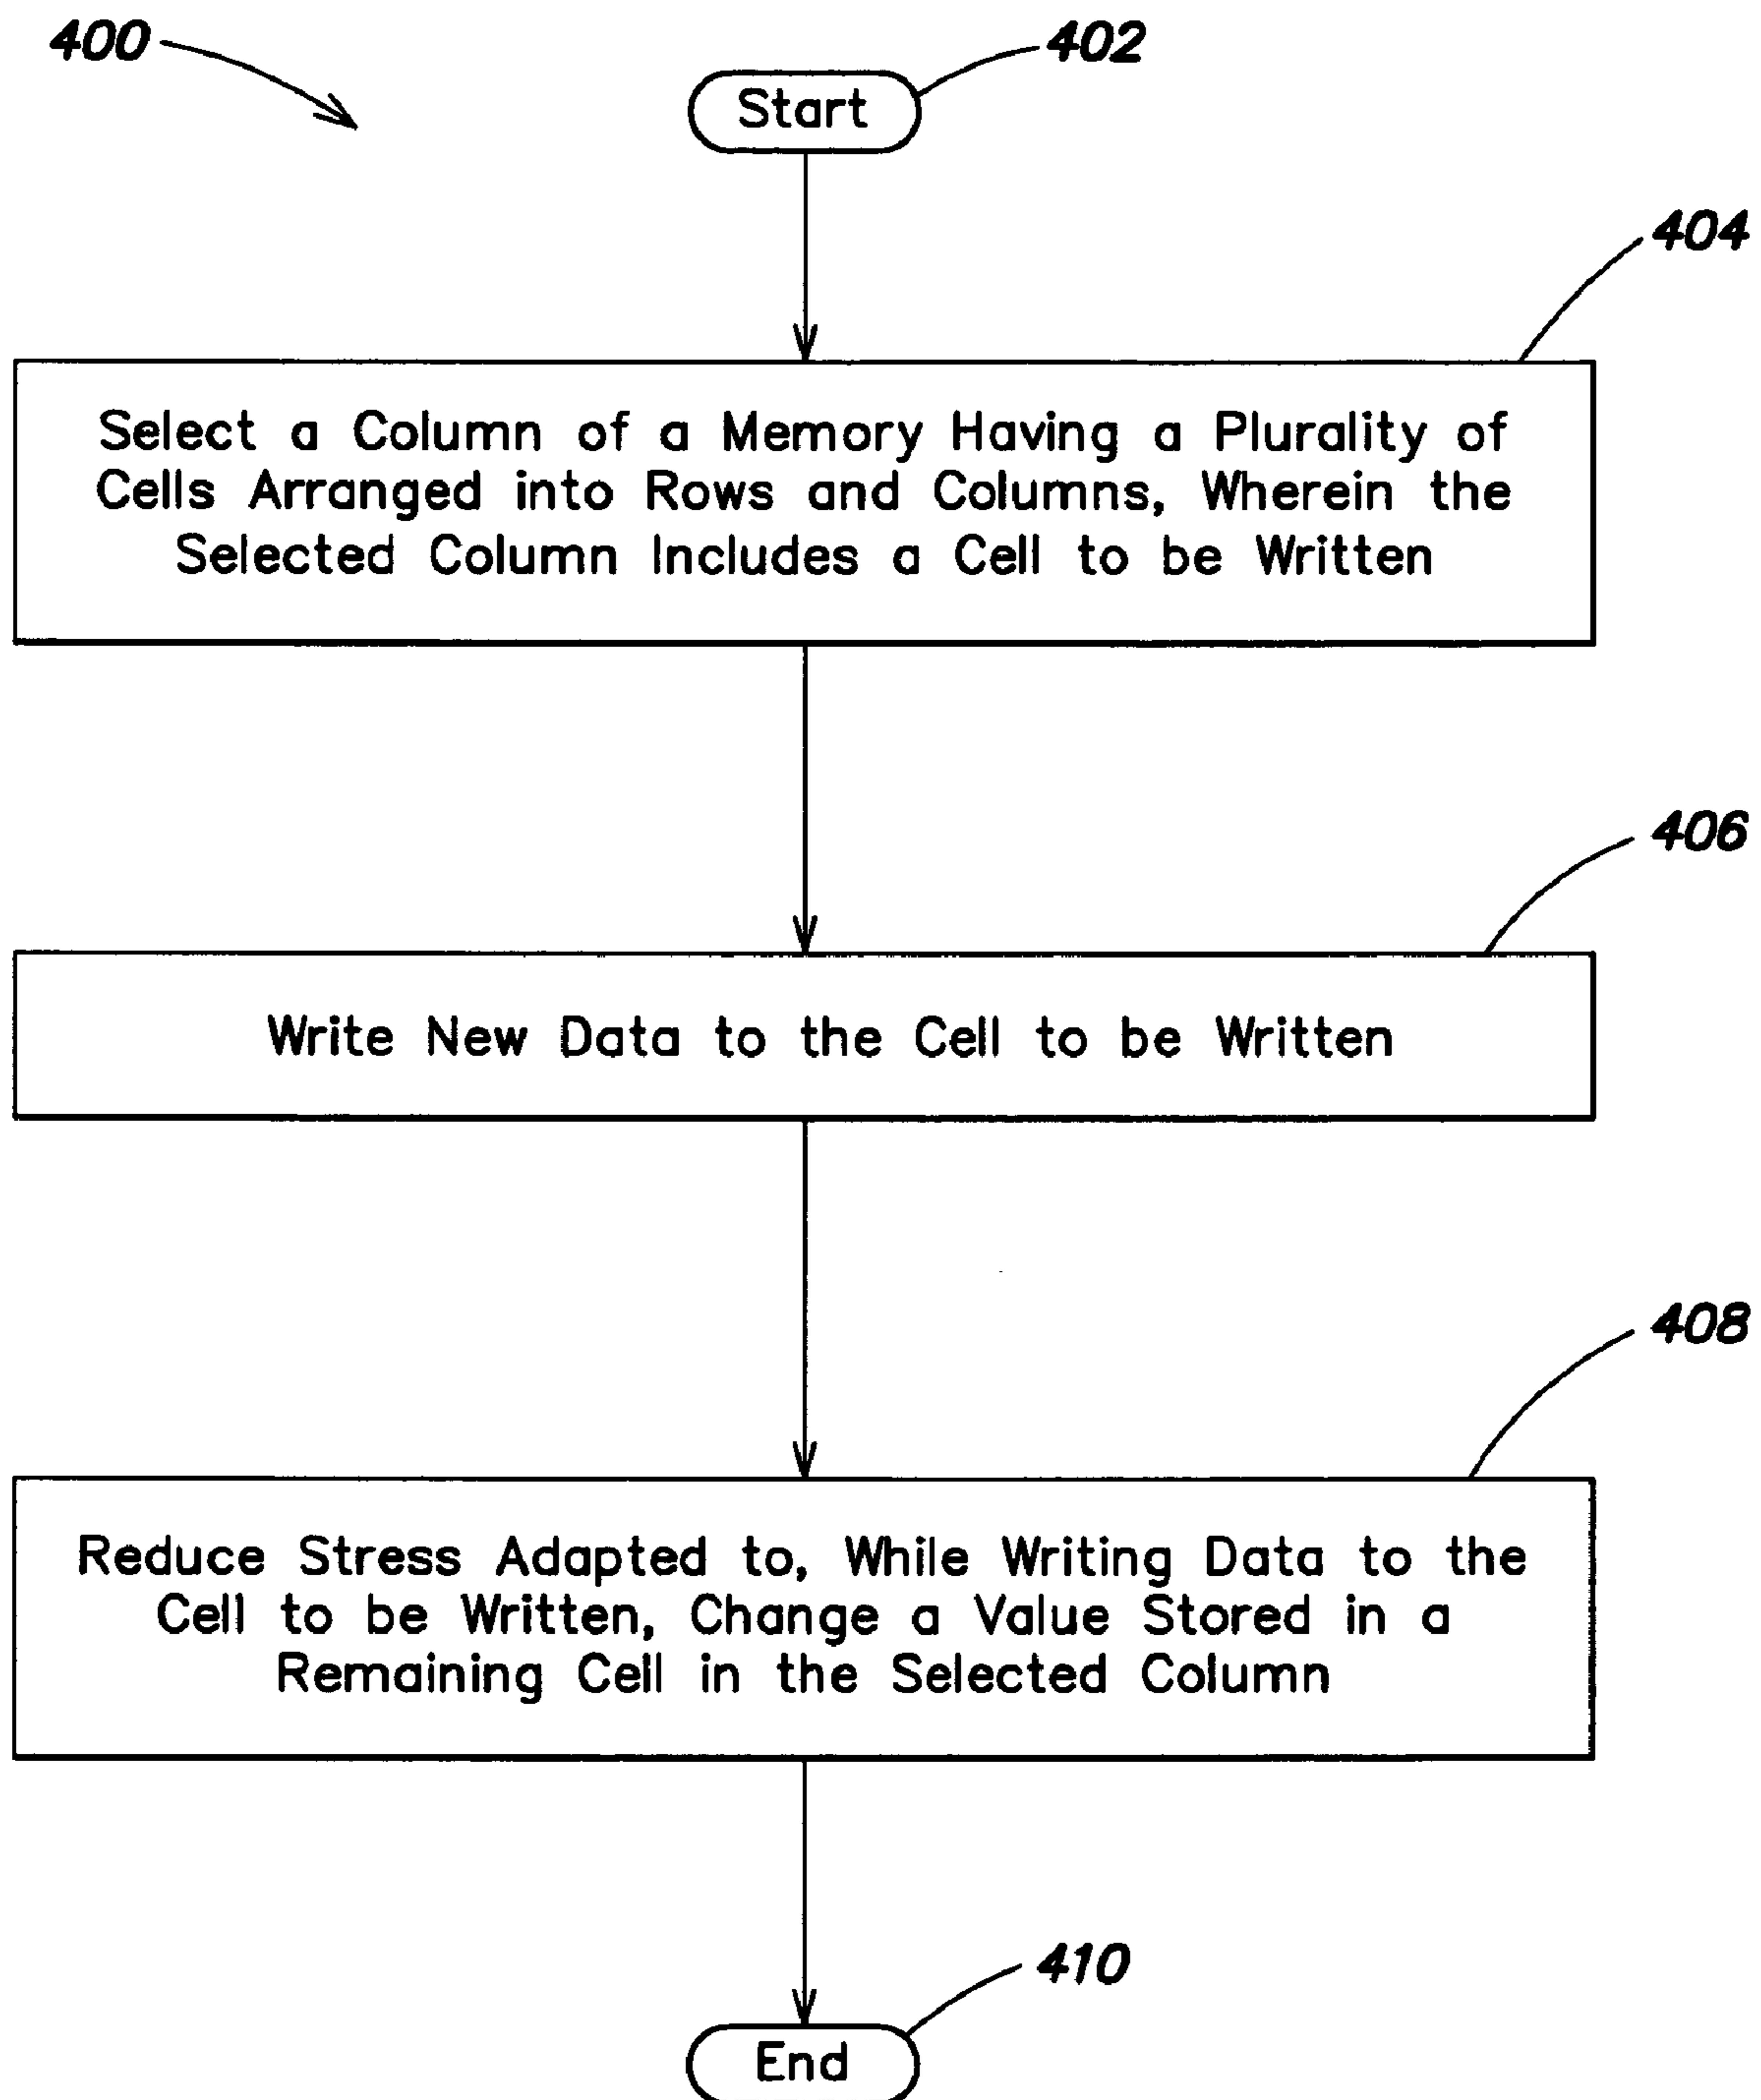 400
402
Start
404
Select a Column of a Memory Having a Plurality of
Cells Arranged into Rows and Columns, Wherein the
Selected Column Includes a Cell to be Written
406
Write New Data to the Cell to be Written
408
Reduce Stress Adapted to, While Writing Data to the
Cell to be Written, Change a Value Stored in a
Remaining Cell in the Selected Column
410
End